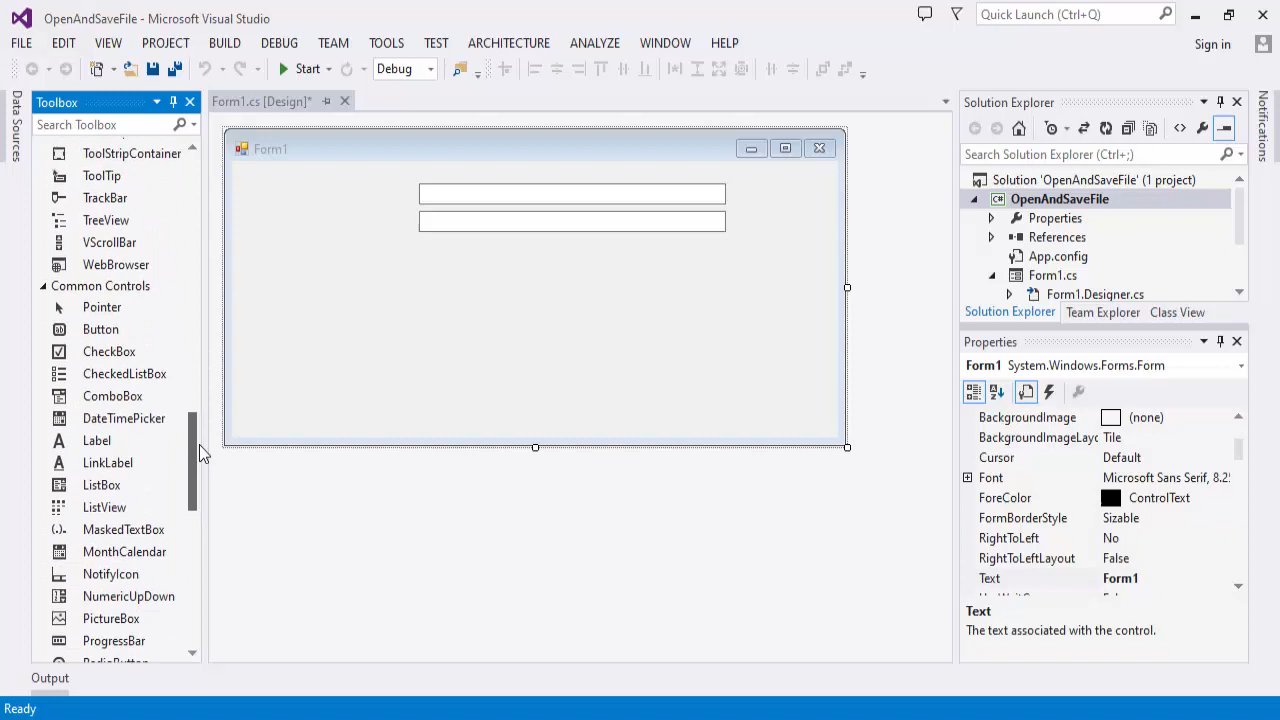 OpenAndSaveFile - Microsoft Visual Studio
Quick Launch (Ctrl+Q)
FILE EDIT VIEW PROJECT BUILD DEBUG TEAM TOOLS TEST ARCHITECTURE ANALYZE WINDOW HELP
Sign in
Start
Debug
Data Sources
Toolbox
Search Toolbox
ToolStripContainer
ToolTip
TrackBar
TreeView
VScrollBar
WebBrowser
Common Controls
Pointer
Button
CheckBox
CheckedListBox
ComboBox
DateTimePicker
Label
LinkLabel
ListBox
ListView
MaskedTextBox
MonthCalendar
NotifyIcon
NumericUpDown
PictureBox
ProgressBar
RadioButton
Form1.cs [Design]*
Form1
Solution Explorer
Search Solution Explorer (Ctrl+;)
Solution 'OpenAndSaveFile' (1 project)
C# OpenAndSaveFile
Properties
References
App.config
Form1.cs
Form1.Designer.cs
Solution Explorer Team Explorer Class View
Properties
Form1 System.Windows.Forms.Form
BackgroundImage (none)
BackgroundImageLayo Tile
Cursor Default
Font Microsoft Sans Serif, 8.2
ForeColor ControlText
FormBorderStyle Sizable
RightToLeft No
RightToLeftLayout False
Text Form1
Text
The text associated with the control.
Notifications
Output
Ready